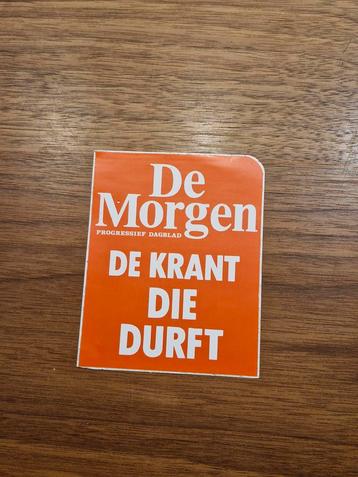 De
Morgen
PROGRESSIEF DAGBLAD
DE KRANT
DIE
DURFT